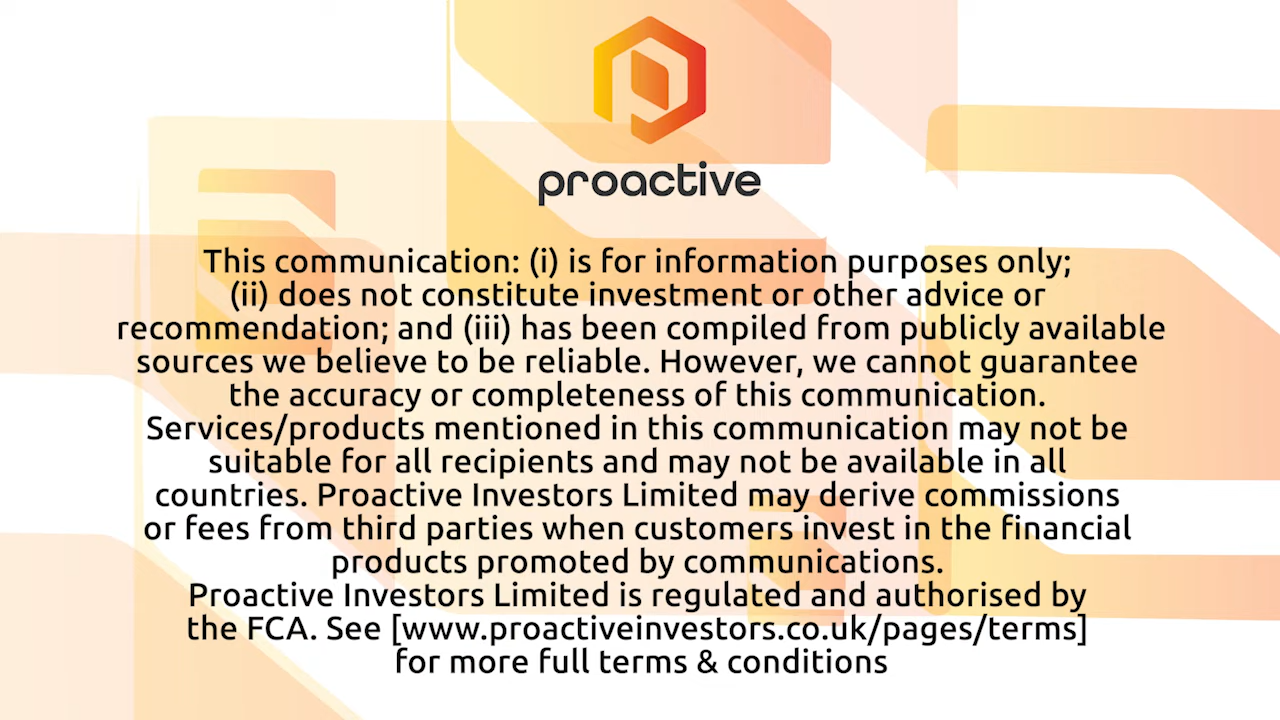 proactive
This communication: (i) is for information purposes only;
(ii) does not constitute investment or other advice or
recommendation; and (iii) has been compiled from publicly available
sources we believe to be reliable. However, we cannot guarantee
the accuracy or completeness of this communication.
Services/products mentioned in this communication may not be
suitable for all recipients and may not be available in all
countries. Proactive Investors Limited may derive commissions
or fees from third parties when customers invest in the financial
products promoted by communications.
Proactive Investors Limited is regulated and authorised by
the FCA. See [www.proactiveinvestors.co.uk/pages/terms]
for more full terms & conditions